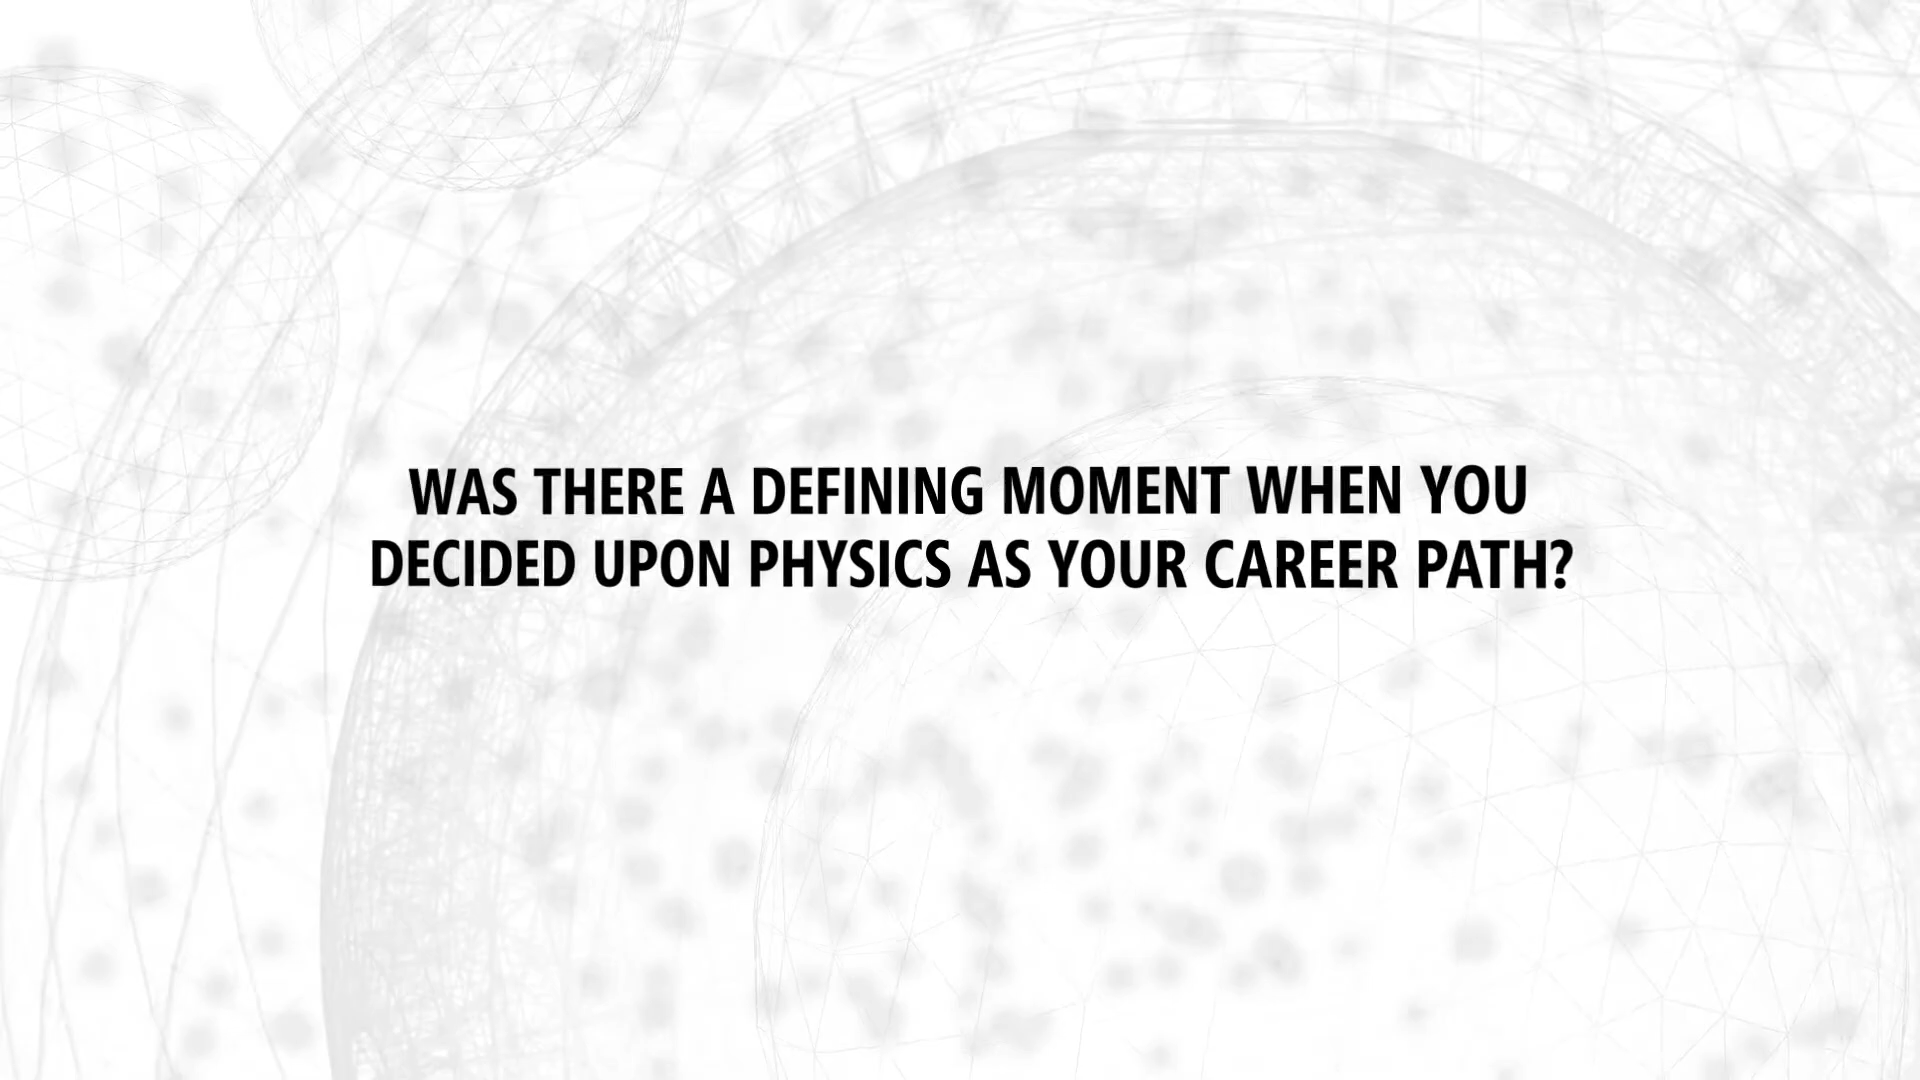 WAS THERE A DEFINING MOMENT WHEN YOU
DECIDED UPON PHYSICS AS YOUR CAREER PATH?